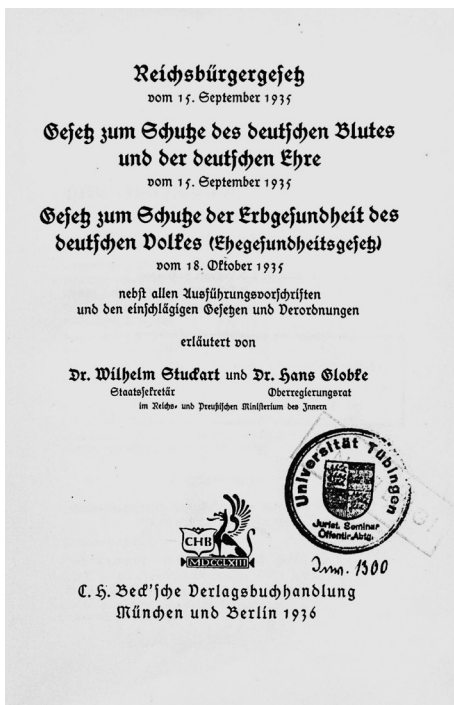 Reichsbürgergesetz
vom 15. September 1935
Gesetz zum Schutze des deutschen Blutes
und der deutschen Ehre
vom 15. September 1935
Gesetz zum Schutze der Erbgesundheit des
deutschen Volkes (Ehegesundheitsgesetz)
vom 18. Oktober 1935
nebst allen Ausführungsvorschriften
und den einschlägigen Gesetzen und Verordnungen
erläutert von
Dr. Wilhelm Stuckart und Dr. Hans Globke
Staatssekretär Oberregierungsrat
im Reichs- und Preußischen Ministerium des Innern
Universität Tübingen
Jurist. Seminar
Öffentlr. Abtg.
Inv. 1300
CHB
MDCCLXIII
C. H. Beck'sche Verlagsbuchhandlung
München und Berlin 1936